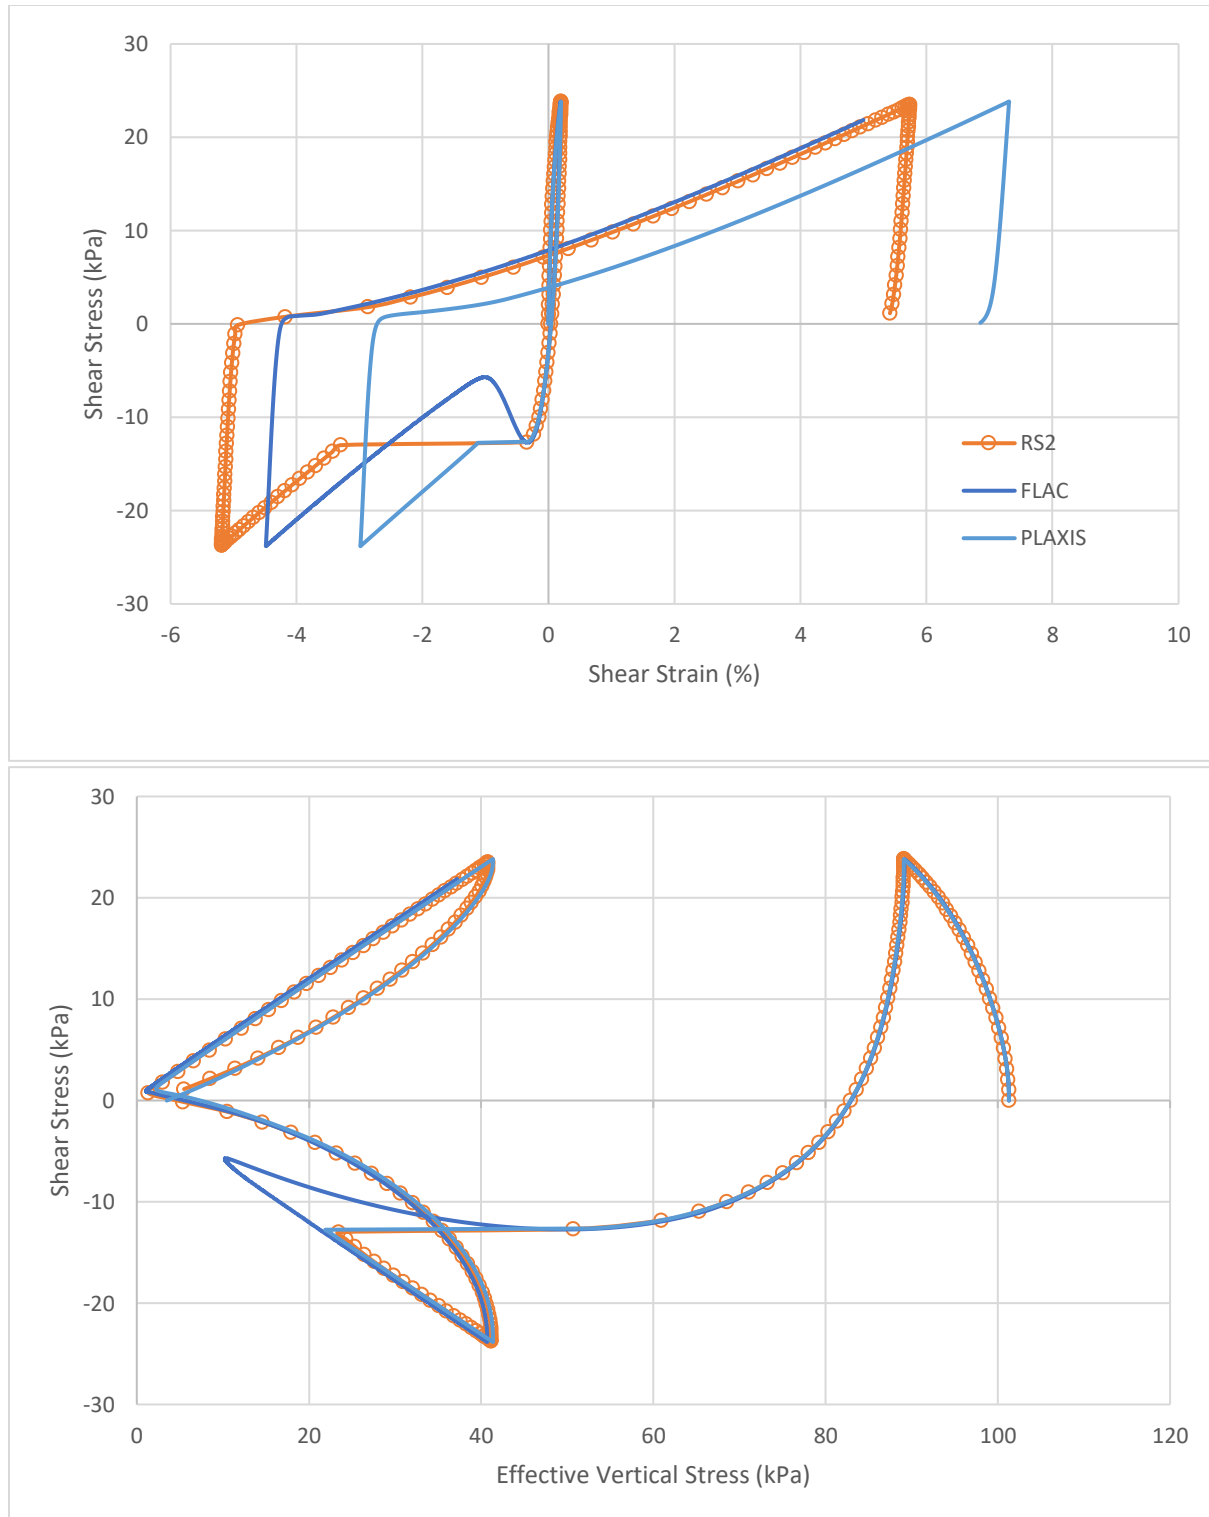 30
20
10
0
-10
-20
-30
Shear Stress (kPa)
-6 -4 -2 0 2 4 6 8 10
Shear Strain (%)
RS2
FLAC
PLAXIS
30
20
10
0
-10
-20
-30
Shear Stress (kPa)
0 20 40 60 80 100 120
Effective Vertical Stress (kPa)